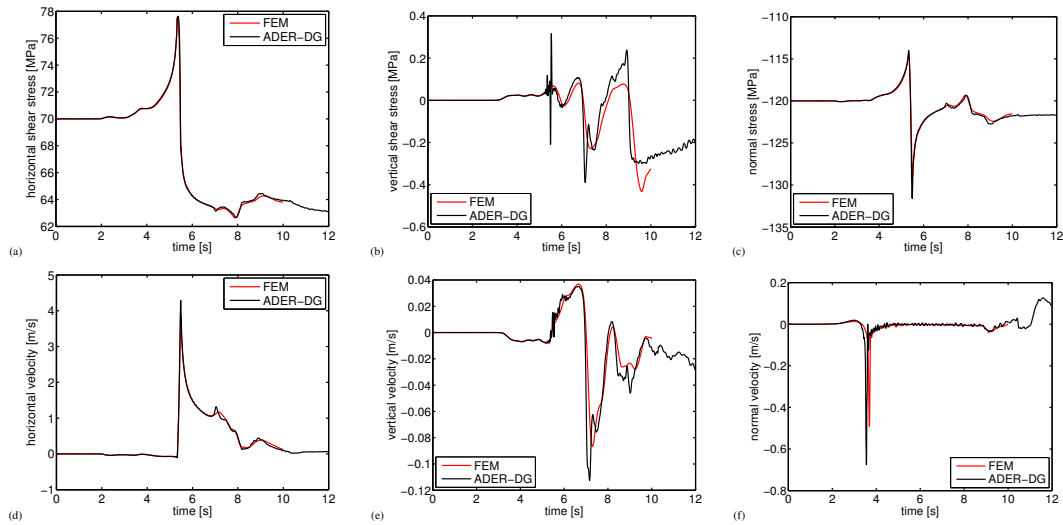 78
76
74
72
70
68
66
64
62
0 2 4 6 8 10 12
horizontal shear stress [MPa]
time [s]
FEM
ADER−DG
(a)
0.6
0.4
0.2
0
−0.2
−0.4
−0.6
0 2 4 6 8 10 12
vertical shear stress [MPa]
time [s]
FEM
ADER−DG
(b)
−110
−115
−120
−125
−130
−135
0 2 4 6 8 10 12
normal stress [MPa]
time [s]
FEM
ADER−DG
(c)
5
4
3
2
1
0
−1
0 2 4 6 8 10 12
horizontal velocity [m/s]
time [s]
FEM
ADER−DG
(d)
0.04
0.02
0
−0.02
−0.04
−0.06
−0.08
−0.1
−0.12
0 2 4 6 8 10 12
vertical velocity [m/s]
time [s]
FEM
ADER−DG
(e)
0.2
0
−0.2
−0.4
−0.6
−0.8
0 2 4 6 8 10 12
normal velocity [m/s]
time [s]
FEM
ADER−DG
(f)